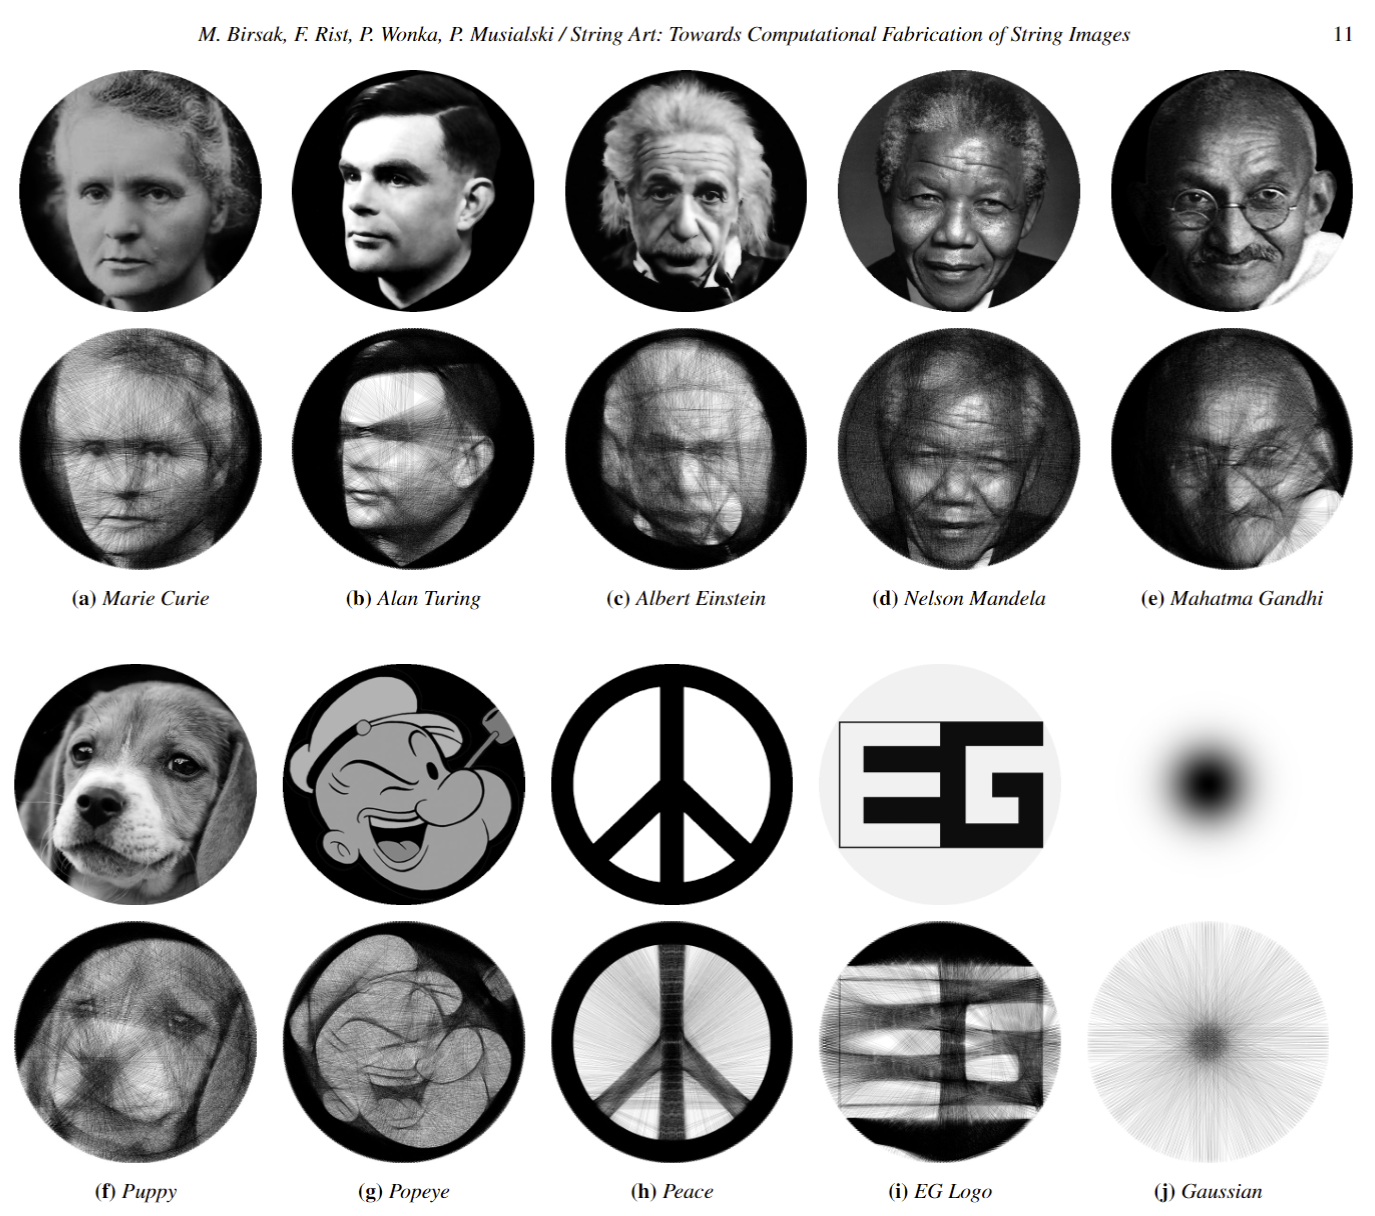 M. Birsak, F. Rist, P. Wonka, P. Musialski / String Art: Towards Computational Fabrication of String Images 11
(a) Marie Curie (b) Alan Turing (c) Albert Einstein (d) Nelson Mandela (e) Mahatma Gandhi
EG
(f) Puppy (g) Popeye (h) Peace (i) EG Logo (j) Gaussian